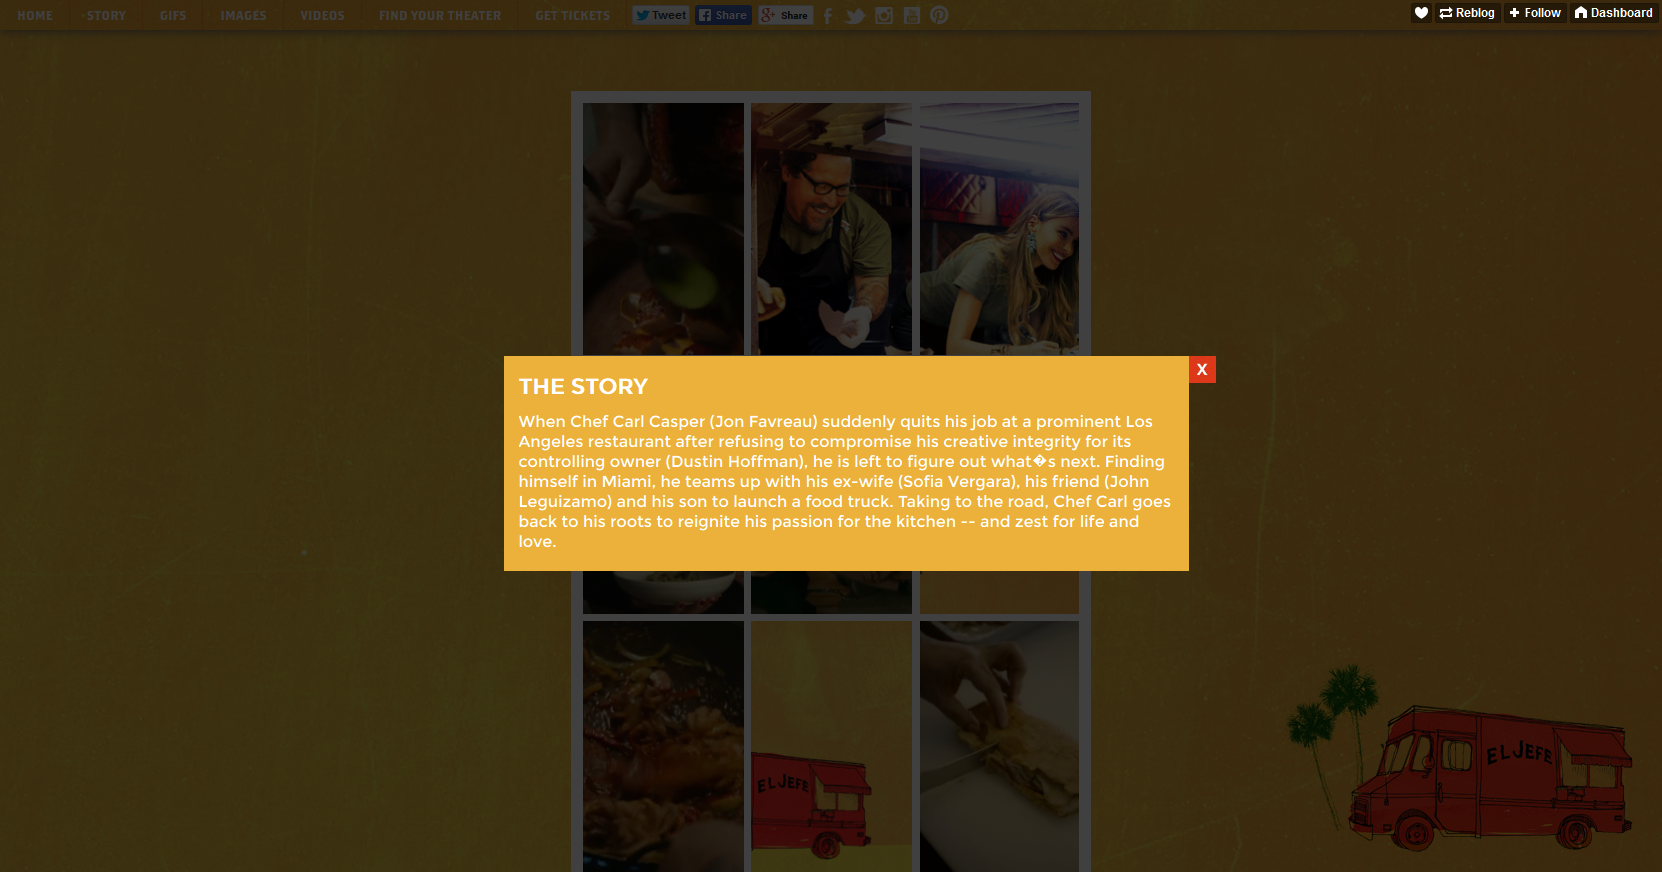 HOME · STORY GIFS IMAGES VIDEOS FIND YOUR THEATER GET TICKETS Tweet Share Share Reblog Follow Dashboard
X
THE STORY
When Chef Carl Casper (Jon Favreau) suddenly quits his job at a prominent Los
Angeles restaurant after refusing to compromise his creative integrity for its
controlling owner (Dustin Hoffman), he is left to figure out what�s next. Finding
himself in Miami, he teams up with his ex-wife (Sofia Vergara), his friend (John
Leguizamo) and his son to launch a food truck. Taking to the road, Chef Carl goes
back to his roots to reignite his passion for the kitchen -- and zest for life and
love.
EL JEFE
EL JEFE